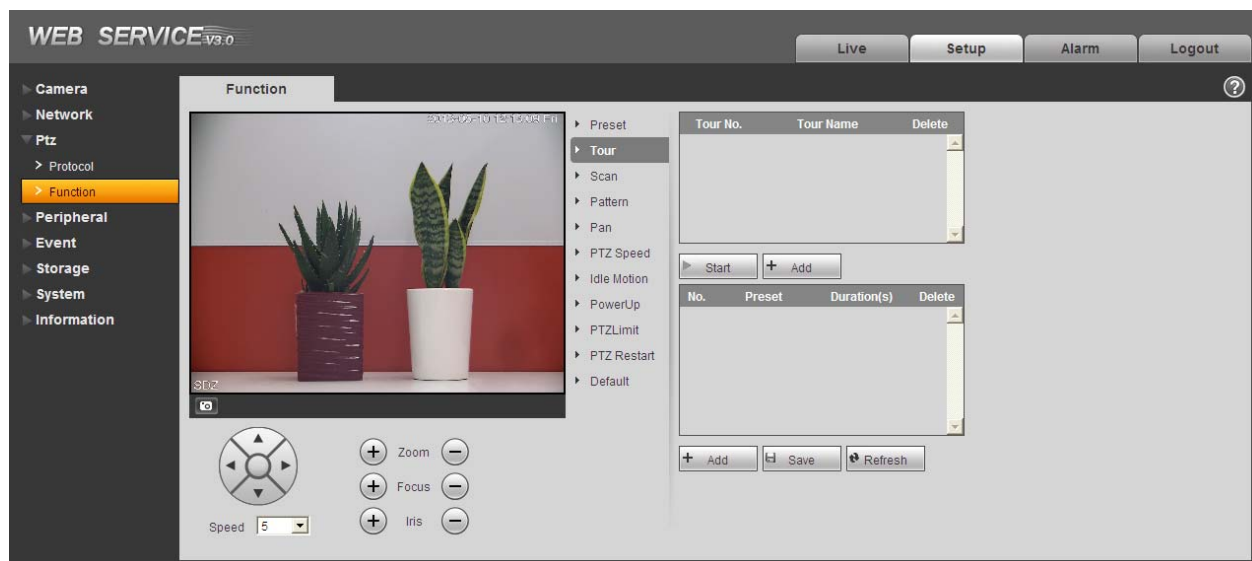 WEB SERVICE V3.0
Live
Setup
Alarm
Logout
Camera
Network
Ptz
Protocol
Function
Peripheral
Event
Storage
System
Information
Function
SDZ
Speed 5
Zoom
Focus
Iris
Preset
Tour
Scan
Pattern
Pan
PTZ Speed
Idle Motion
PowerUp
PTZLimit
PTZ Restart
Default
Tour No. Tour Name Delete
Start
Add
No. Preset Duration(s) Delete
Add
Save
Refresh